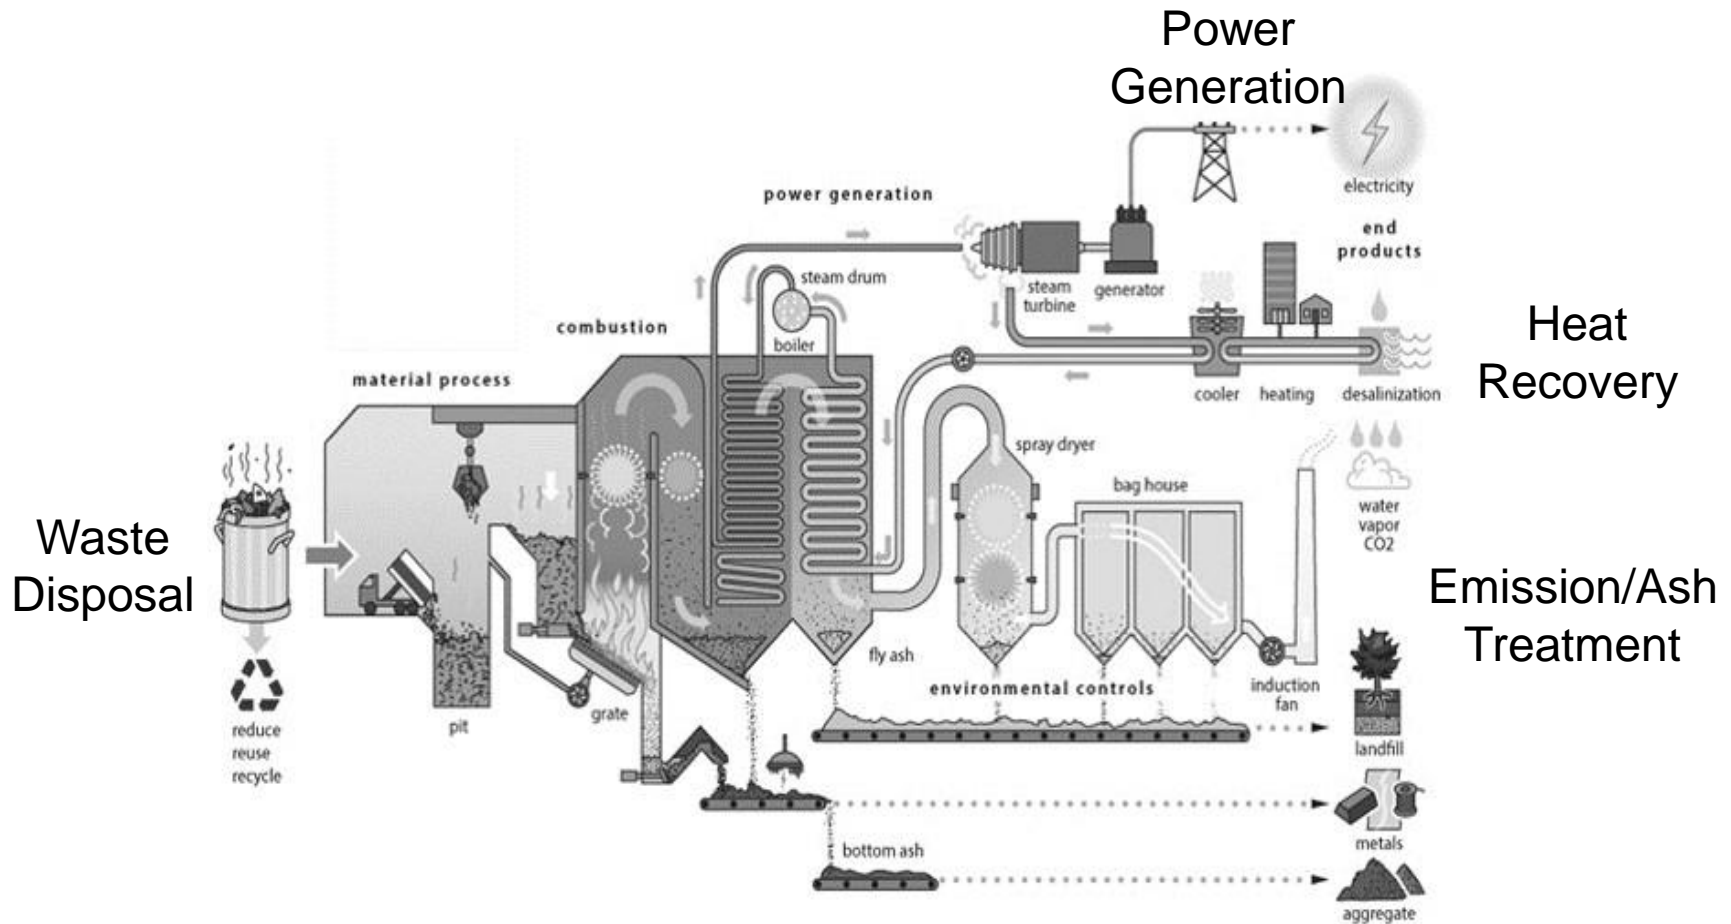 Power
Generation
electricity
power generation
end
products
steam drum
steam
turbine
generator
combustion
boiler
Heat
Recovery
material process
cooler
heating
desalinization
spray dryer
bag house
water
vapor
CO2
Waste
Disposal
Emission/Ash
Treatment
fly ash
environmental controls
induction
fan
grate
pit
reduce
reuse
recycle
landfill
metals
bottom ash
aggregate